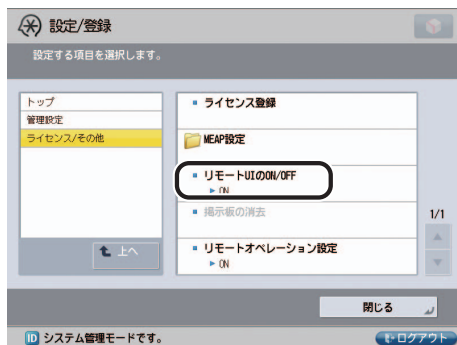 設定/登録
設定する項目を選択します。
トップ
管理設定
ライセンス/その他
上へ
ライセンス登録
MEAP設定
リモートUIのON/OFF
ON
掲示板の消去
リモートオペレーション設定
ON
1/1
閉じる
ID システム管理モードです。
ログアウト